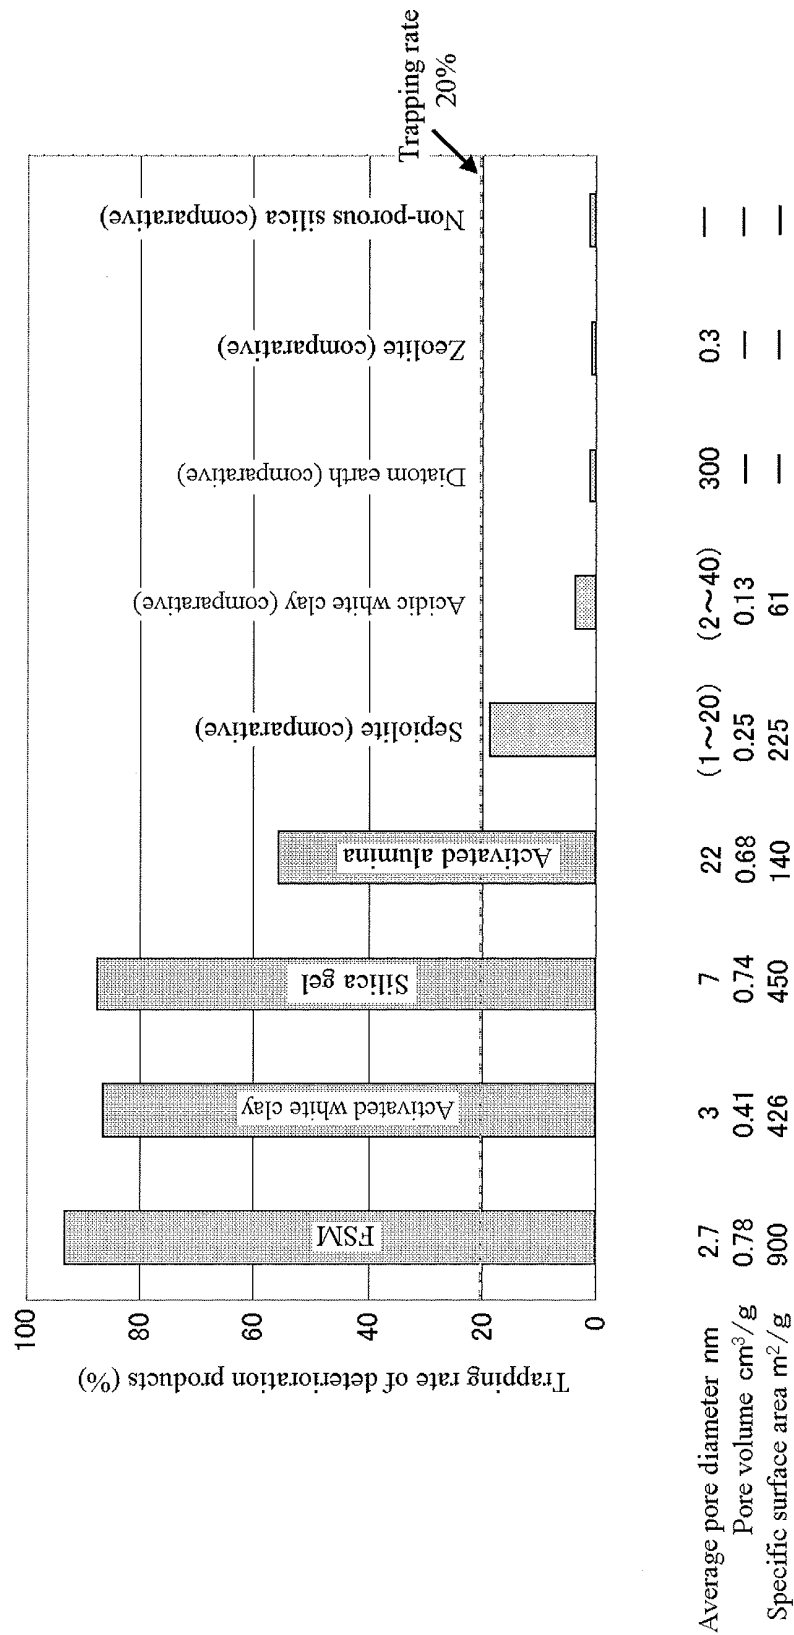 Trapping rate
20%
Trapping rate of deterioration products (%)
100
80
60
40
20
0
FSM
Activated white clay
Silica gel
Activated alumina
Sepiolite (comparative)
Acidic white clay (comparative)
Diatom earth (comparative)
Zeolite (comparative)
Non-porous silica (comparative)
Average pore diameter nm 2.7 3 7 22 (1〜20) (2〜40) 300 0.3 —
Pore volume cm³/g 0.78 0.41 0.74 0.68 0.25 0.13 — — —
Specific surface area m²/g 900 426 450 140 225 61 — — —